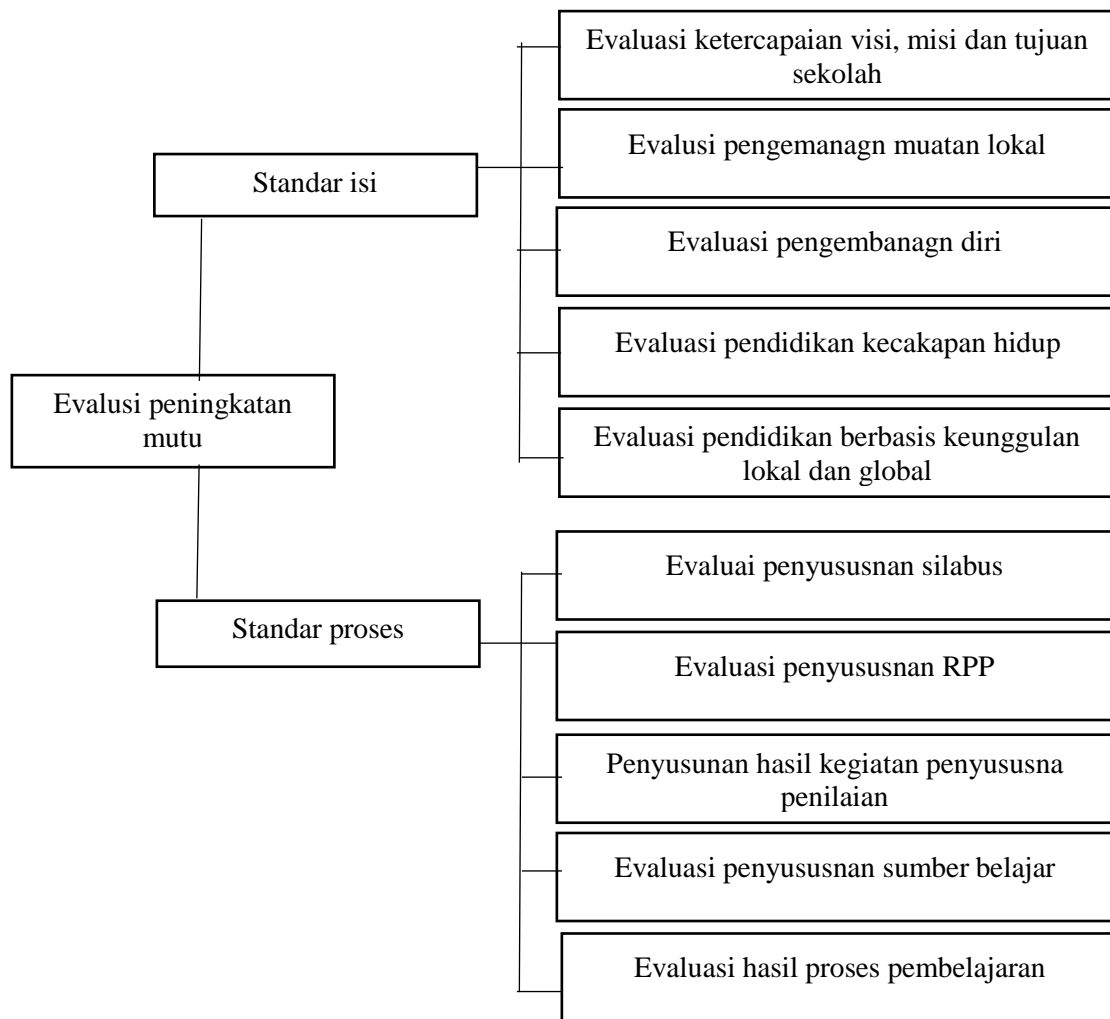 Evaluasi ketercapaian visi, misi dan tujuan
sekolah
Evalusi pengemanagn muatan lokal
Standar isi
Evaluasi pengembanagn diri
Evaluasi pendidikan kecakapan hidup
Evalusi peningkatan
mutu
Evaluasi pendidikan berbasis keunggulan
lokal dan global
Evaluai penyususnan silabus
Standar proses
Evaluasi penyususnan RPP
Penyusunan hasil kegiatan penyususna
penilaian
Evaluasi penyususnan sumber belajar
Evaluasi hasil proses pembelajaran